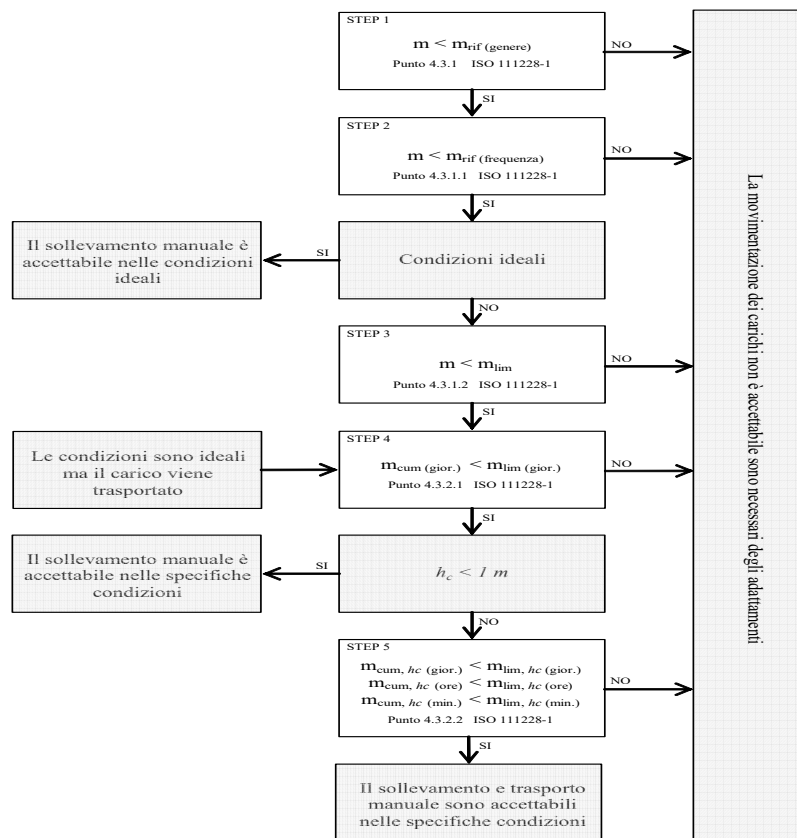 STEP 1
m < mrif (genere)
Punto 4.3.1 ISO 111228-1
NO
SI
STEP 2
m < mrif (frequenza)
Punto 4.3.1.1 ISO 111228-1
NO
SI
Il sollevamento manuale è
accettabile nelle condizioni
ideali
SI
Condizioni ideali
NO
STEP 3
m < mlim
Punto 4.3.1.2 ISO 111228-1
NO
SI
Le condizioni sono ideali
ma il carico viene
trasportato
STEP 4
mcum (gior.) < mlim (gior.)
Punto 4.3.2.1 ISO 111228-1
NO
SI
Il sollevamento manuale è
accettabile nelle specifiche
condizioni
SI
hc < 1 m
NO
STEP 5
mcum, hc (gior.) < mlim, hc (gior.)
mcum, hc (ore) < mlim, hc (ore)
mcum, hc (min.) < mlim, hc (min.)
Punto 4.3.2.2 ISO 111228-1
NO
SI
Il sollevamento e trasporto
manuale sono accettabili
nelle specifiche condizioni
La movimentazione dei carichi non è accettabile sono necessari degli adattamenti